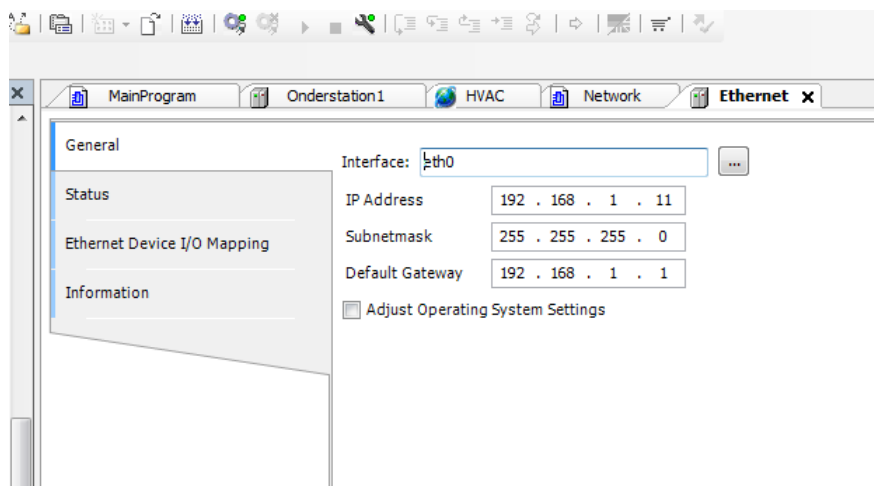 MainProgram Onderstation1 HVAC Network Ethernet
General
Interface: eth0 ...
Status
IP Address 192 . 168 . 1 . 11
Subnetmask 255 . 255 . 255 . 0
Ethernet Device I/O Mapping
Default Gateway 192 . 168 . 1 . 1
Information
Adjust Operating System Settings